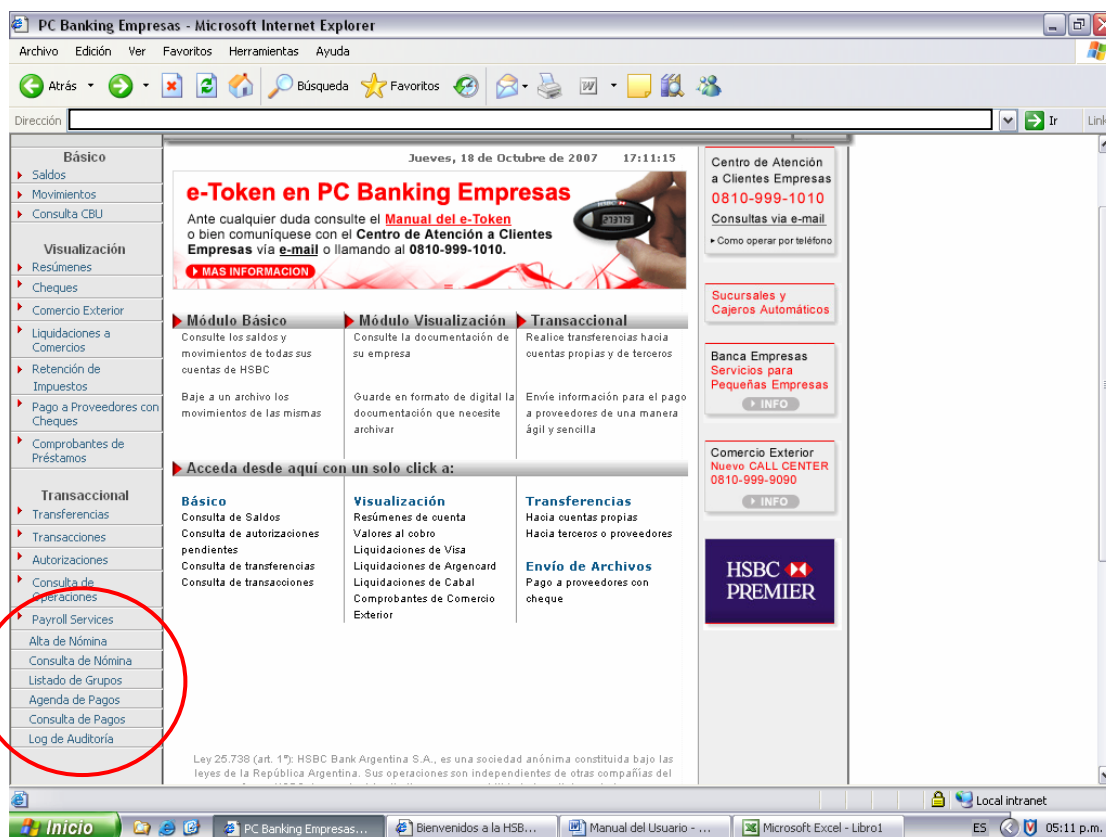 PC Banking Empresas - Microsoft Internet Explorer
Archivo Edición Ver Favoritos Herramientas Ayuda
Atrás Búsqueda Favoritos
Dirección Ir Link
Básico
Saldos
Movimientos
Consulta CBU
Visualización
Resúmenes
Cheques
Comercio Exterior
Liquidaciones a
Comercios
Retención de
Impuestos
Pago a Proveedores con
Cheques
Comprobantes de
Préstamos
Transaccional
Transferencias
Transacciones
Autorizaciones
Consulta de
Operaciones
Payroll Services
Alta de Nómina
Consulta de Nómina
Listado de Grupos
Agenda de Pagos
Consulta de Pagos
Log de Auditoría
Jueves, 18 de Octubre de 2007 17:11:15
e-Token en PC Banking Empresas
Ante cualquier duda consulte el Manual del e-Token
o bien comuníquese con el Centro de Atención a Clientes
Empresas vía e-mail o llamando al 0810-999-1010.
MAS INFORMACION
Módulo Básico
Consulte los saldos y
movimientos de todas sus
cuentas de HSBC
Baje a un archivo los
movimientos de las mismas
Módulo Visualización
Consulte la documentación de
su empresa
Guarde en formato de digital la
documentación que necesite
archivar
Transaccional
Realice transferencias hacia
cuentas propias y de terceros
Envíe información para el pago
a proveedores de una manera
ágil y sencilla
Acceda desde aquí con un solo click a:
Básico
Consulta de Saldos
Consulta de autorizaciones
pendientes
Consulta de transferencias
Consulta de transacciones
Visualización
Resúmenes de cuenta
Valores al cobro
Liquidaciones de Visa
Liquidaciones de Argencard
Liquidaciones de Cabal
Comprobantes de Comercio
Exterior
Transferencias
Hacia cuentas propias
Hacia terceros o proveedores
Envío de Archivos
Pago a proveedores con
cheque
Ley 25.738 (art. 1°): HSBC Bank Argentina S.A., es una sociedad anónima constituida bajo las
leyes de la República Argentina. Sus operaciones son independientes de otras compañías del
Centro de Atención
a Clientes Empresas
0810-999-1010
Consultas via e-mail
Como operar por teléfono
Sucursales y
Cajeros Automáticos
Banca Empresas
Servicios para
Pequeñas Empresas
INFO
Comercio Exterior
Nuevo CALL CENTER
0810-999-9090
INFO
HSBC
PREMIER
Local intranet
Inicio PC Banking Empresas... Bienvenidos a la HSB... Manual del Usuario - ... Microsoft Excel - Libro1 ES 05:11 p.m.